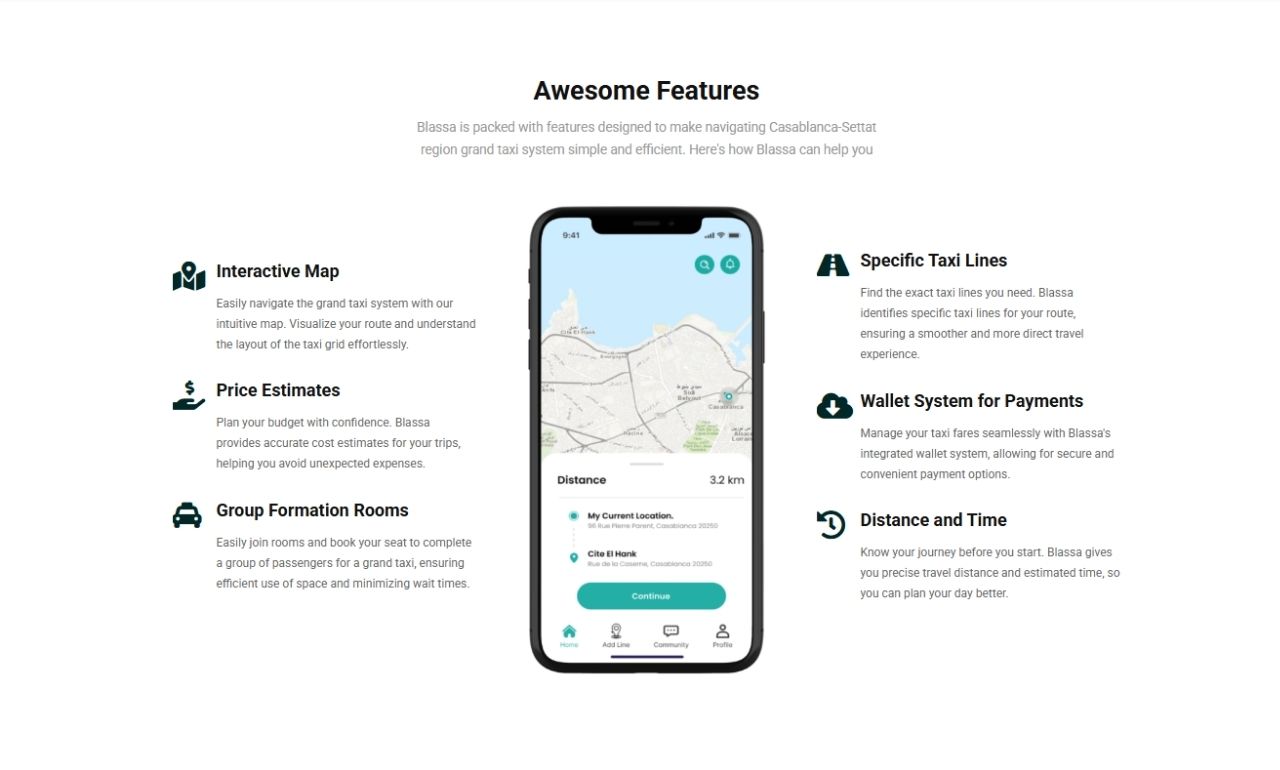 Awesome Features
Blassa is packed with features designed to make navigating Casablanca-Settat
region grand taxi system simple and efficient. Here's how Blassa can help you
Interactive Map
Easily navigate the grand taxi system with our
intuitive map. Visualize your route and understand
the layout of the taxi grid effortlessly.
Price Estimates
Plan your budget with confidence. Blassa
provides accurate cost estimates for your trips,
helping you avoid unexpected expenses.
Group Formation Rooms
Easily join rooms and book your seat to complete
a group of passengers for a grand taxi, ensuring
efficient use of space and minimizing wait times.
9:41
Cite El Hank
Sidi
Belyout
Casablanca
Distance
3.2 km
My Current Location.
96 Rue Pierre Parent, Casablanca 20250
Cite El Hank
Rue de la Caserne, Casablanca 20250
Continue
Home
Add Line
Community
Profile
Specific Taxi Lines
Find the exact taxi lines you need. Blassa
identifies specific taxi lines for your route,
ensuring a smoother and more direct travel
experience.
Wallet System for Payments
Manage your taxi fares seamlessly with Blassa's
integrated wallet system, allowing for secure and
convenient payment options.
Distance and Time
Know your journey before you start. Blassa gives
you precise travel distance and estimated time, so
you can plan your day better.